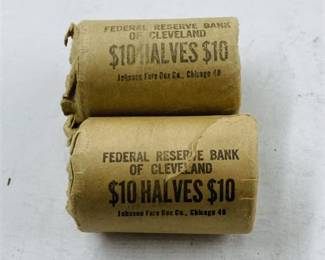 FEDERAL RESERVE BANK
OF CLEVELAND
$10 HALVES $10
Johnson Fare Box Co., Chicago 40
FEDERAL RESERVE BANK
OF CLEVELAND
$10 HALVES $10
Johnson Fare Box Co., Chicago 40